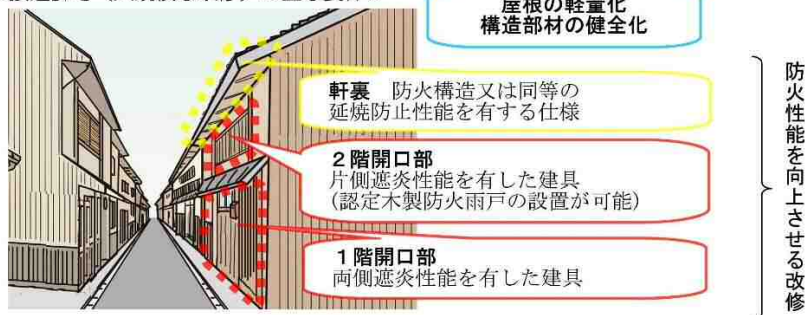 屋根の軽量化
構造部材の健全化
軒裏 防火構造又は同等の
延焼防止性能を有する仕様
2階開口部
片側遮炎性能を有した建具
(認定木製防火雨戸の設置が可能)
1階開口部
両側遮炎性能を有した建具
防火性能を向上させる改修